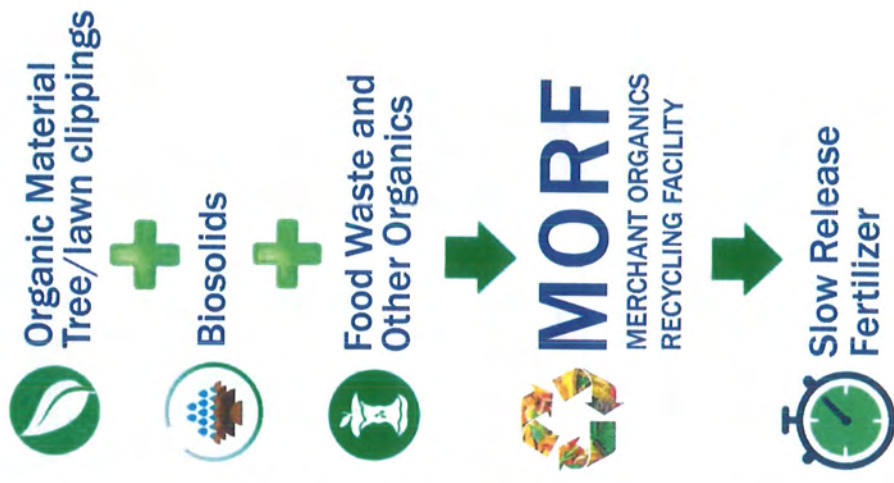 Organic Material
Tree/lawn clippings
Biosolids
Food Waste and
Other Organics
MORF
MERCHANT ORGANICS
RECYCLING FACILITY
Slow Release
Fertilizer